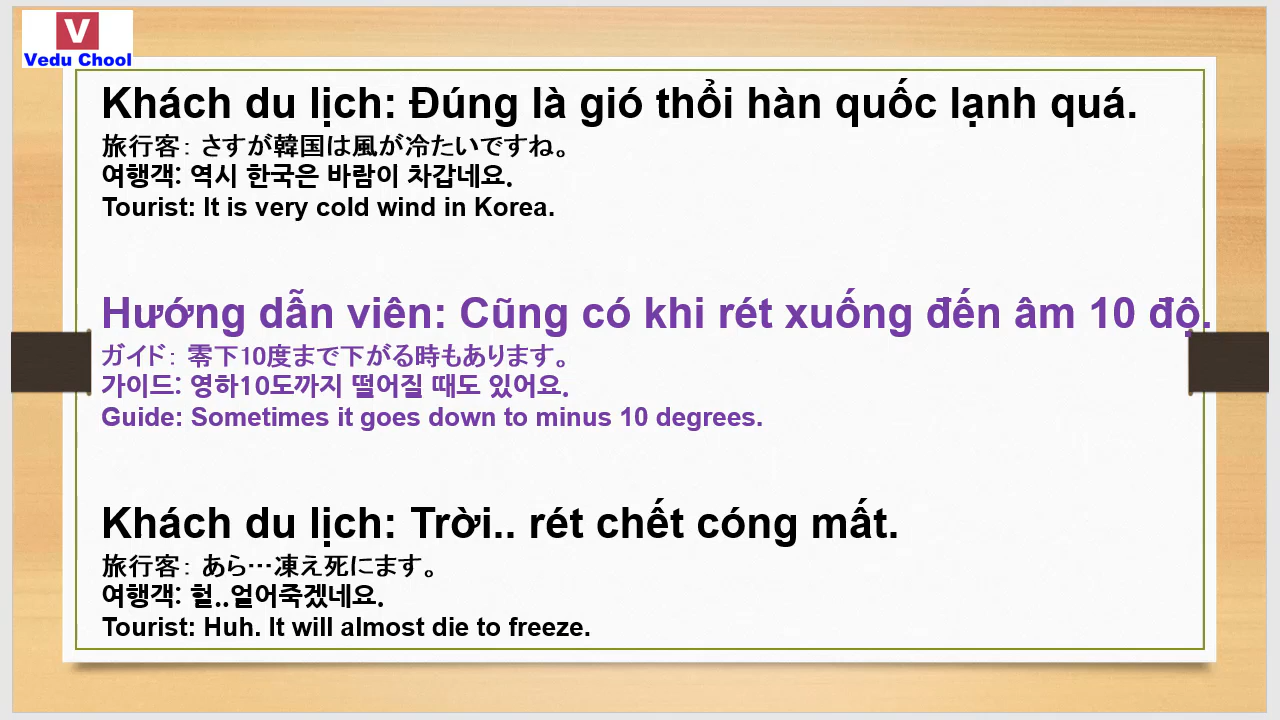 V
Vedu Chool
Khách du lịch: Đúng là gió thổi hàn quốc lạnh quá.
旅行客： さすが韓国は風が冷たいですね。
여행객: 역시 한국은 바람이 차갑네요.
Tourist: It is very cold wind in Korea.
Hướng dẫn viên: Cũng có khi rét xuống đến âm 10 độ.
ガイド： 零下10度まで下がる時もあります。
가이드: 영하10도까지 떨어질 때도 있어요.
Guide: Sometimes it goes down to minus 10 degrees.
Khách du lịch: Trời.. rét chết cóng mất.
旅行客： あら…凍え死にます。
여행객: 헐..얼어죽겠네요.
Tourist: Huh. It will almost die to freeze.